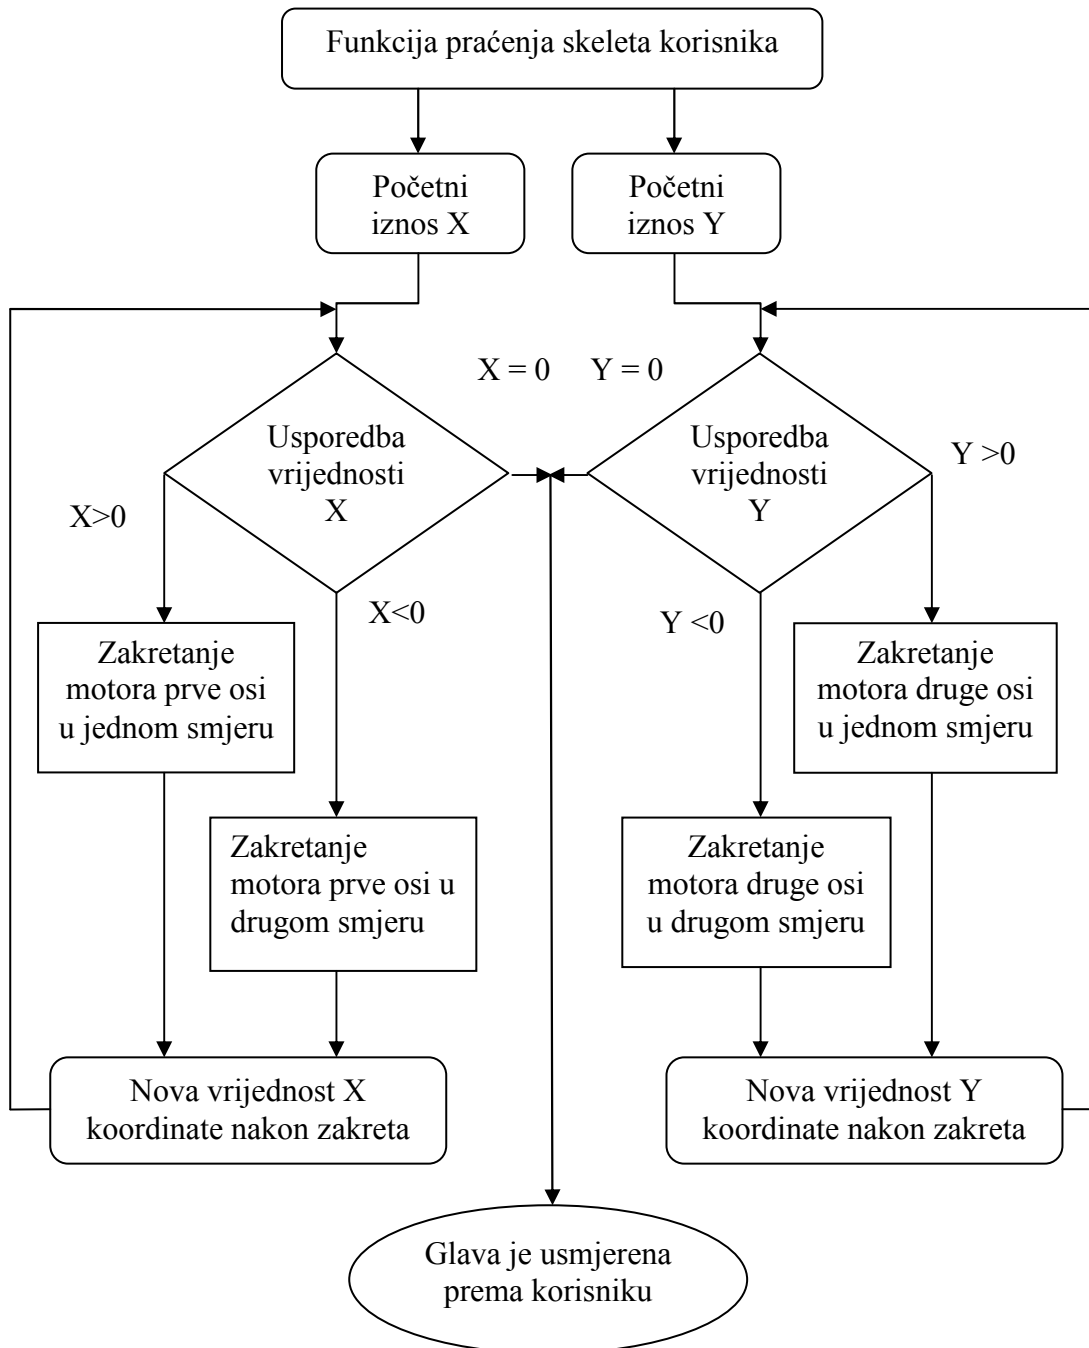 Funkcija praćenja skeleta korisnika
Početni
iznos X
Početni
iznos Y
X = 0
Y = 0
Usporedba
vrijednosti
X
Usporedba
vrijednosti
Y
Y >0
X>0
X<0
Y <0
Zakretanje
motora prve osi
u jednom smjeru
Zakretanje
motora druge osi
u jednom smjeru
Zakretanje
motora prve osi u
drugom smjeru
Zakretanje
motora druge osi
u drugom smjeru
Nova vrijednost X
koordinate nakon zakreta
Nova vrijednost Y
koordinate nakon zakreta
Glava je usmjerena
prema korisniku